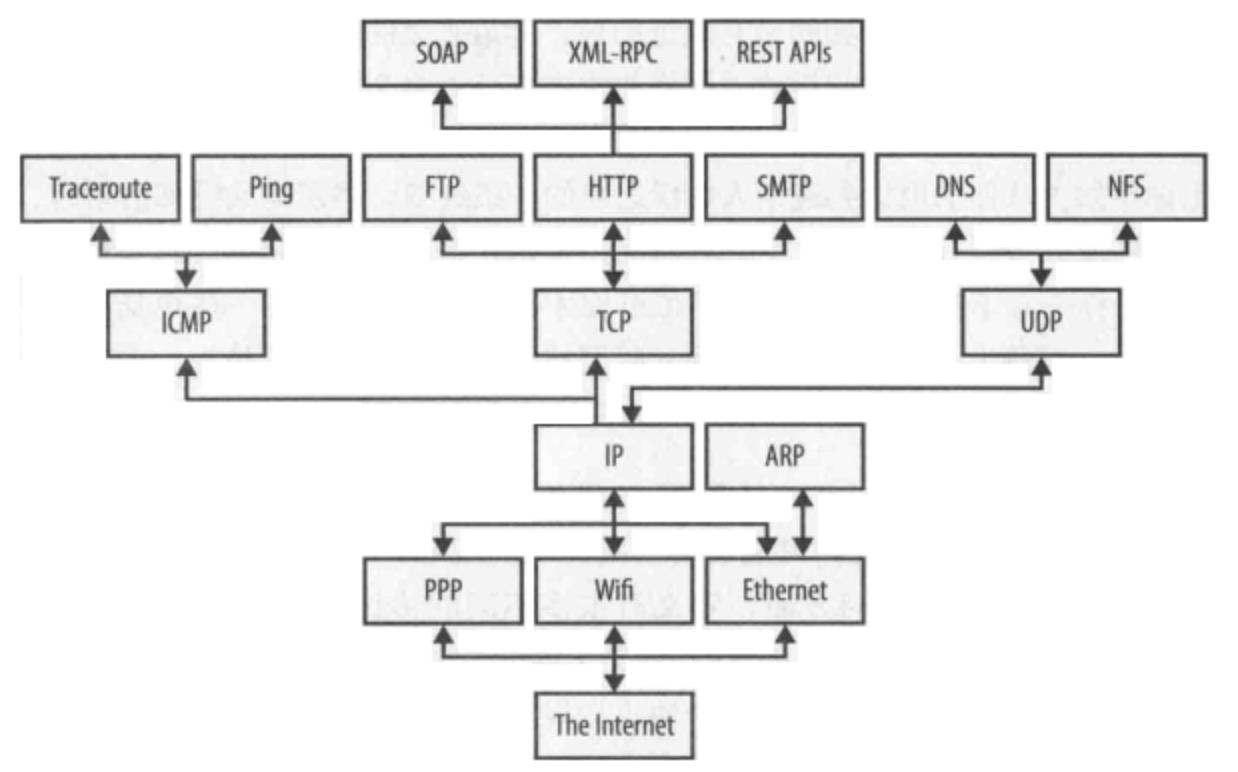 SOAP
XML-RPC
REST APIs
Traceroute
Ping
FTP
HTTP
SMTP
DNS
NFS
ICMP
TCP
UDP
IP
ARP
PPP
Wifi
Ethernet
The Internet